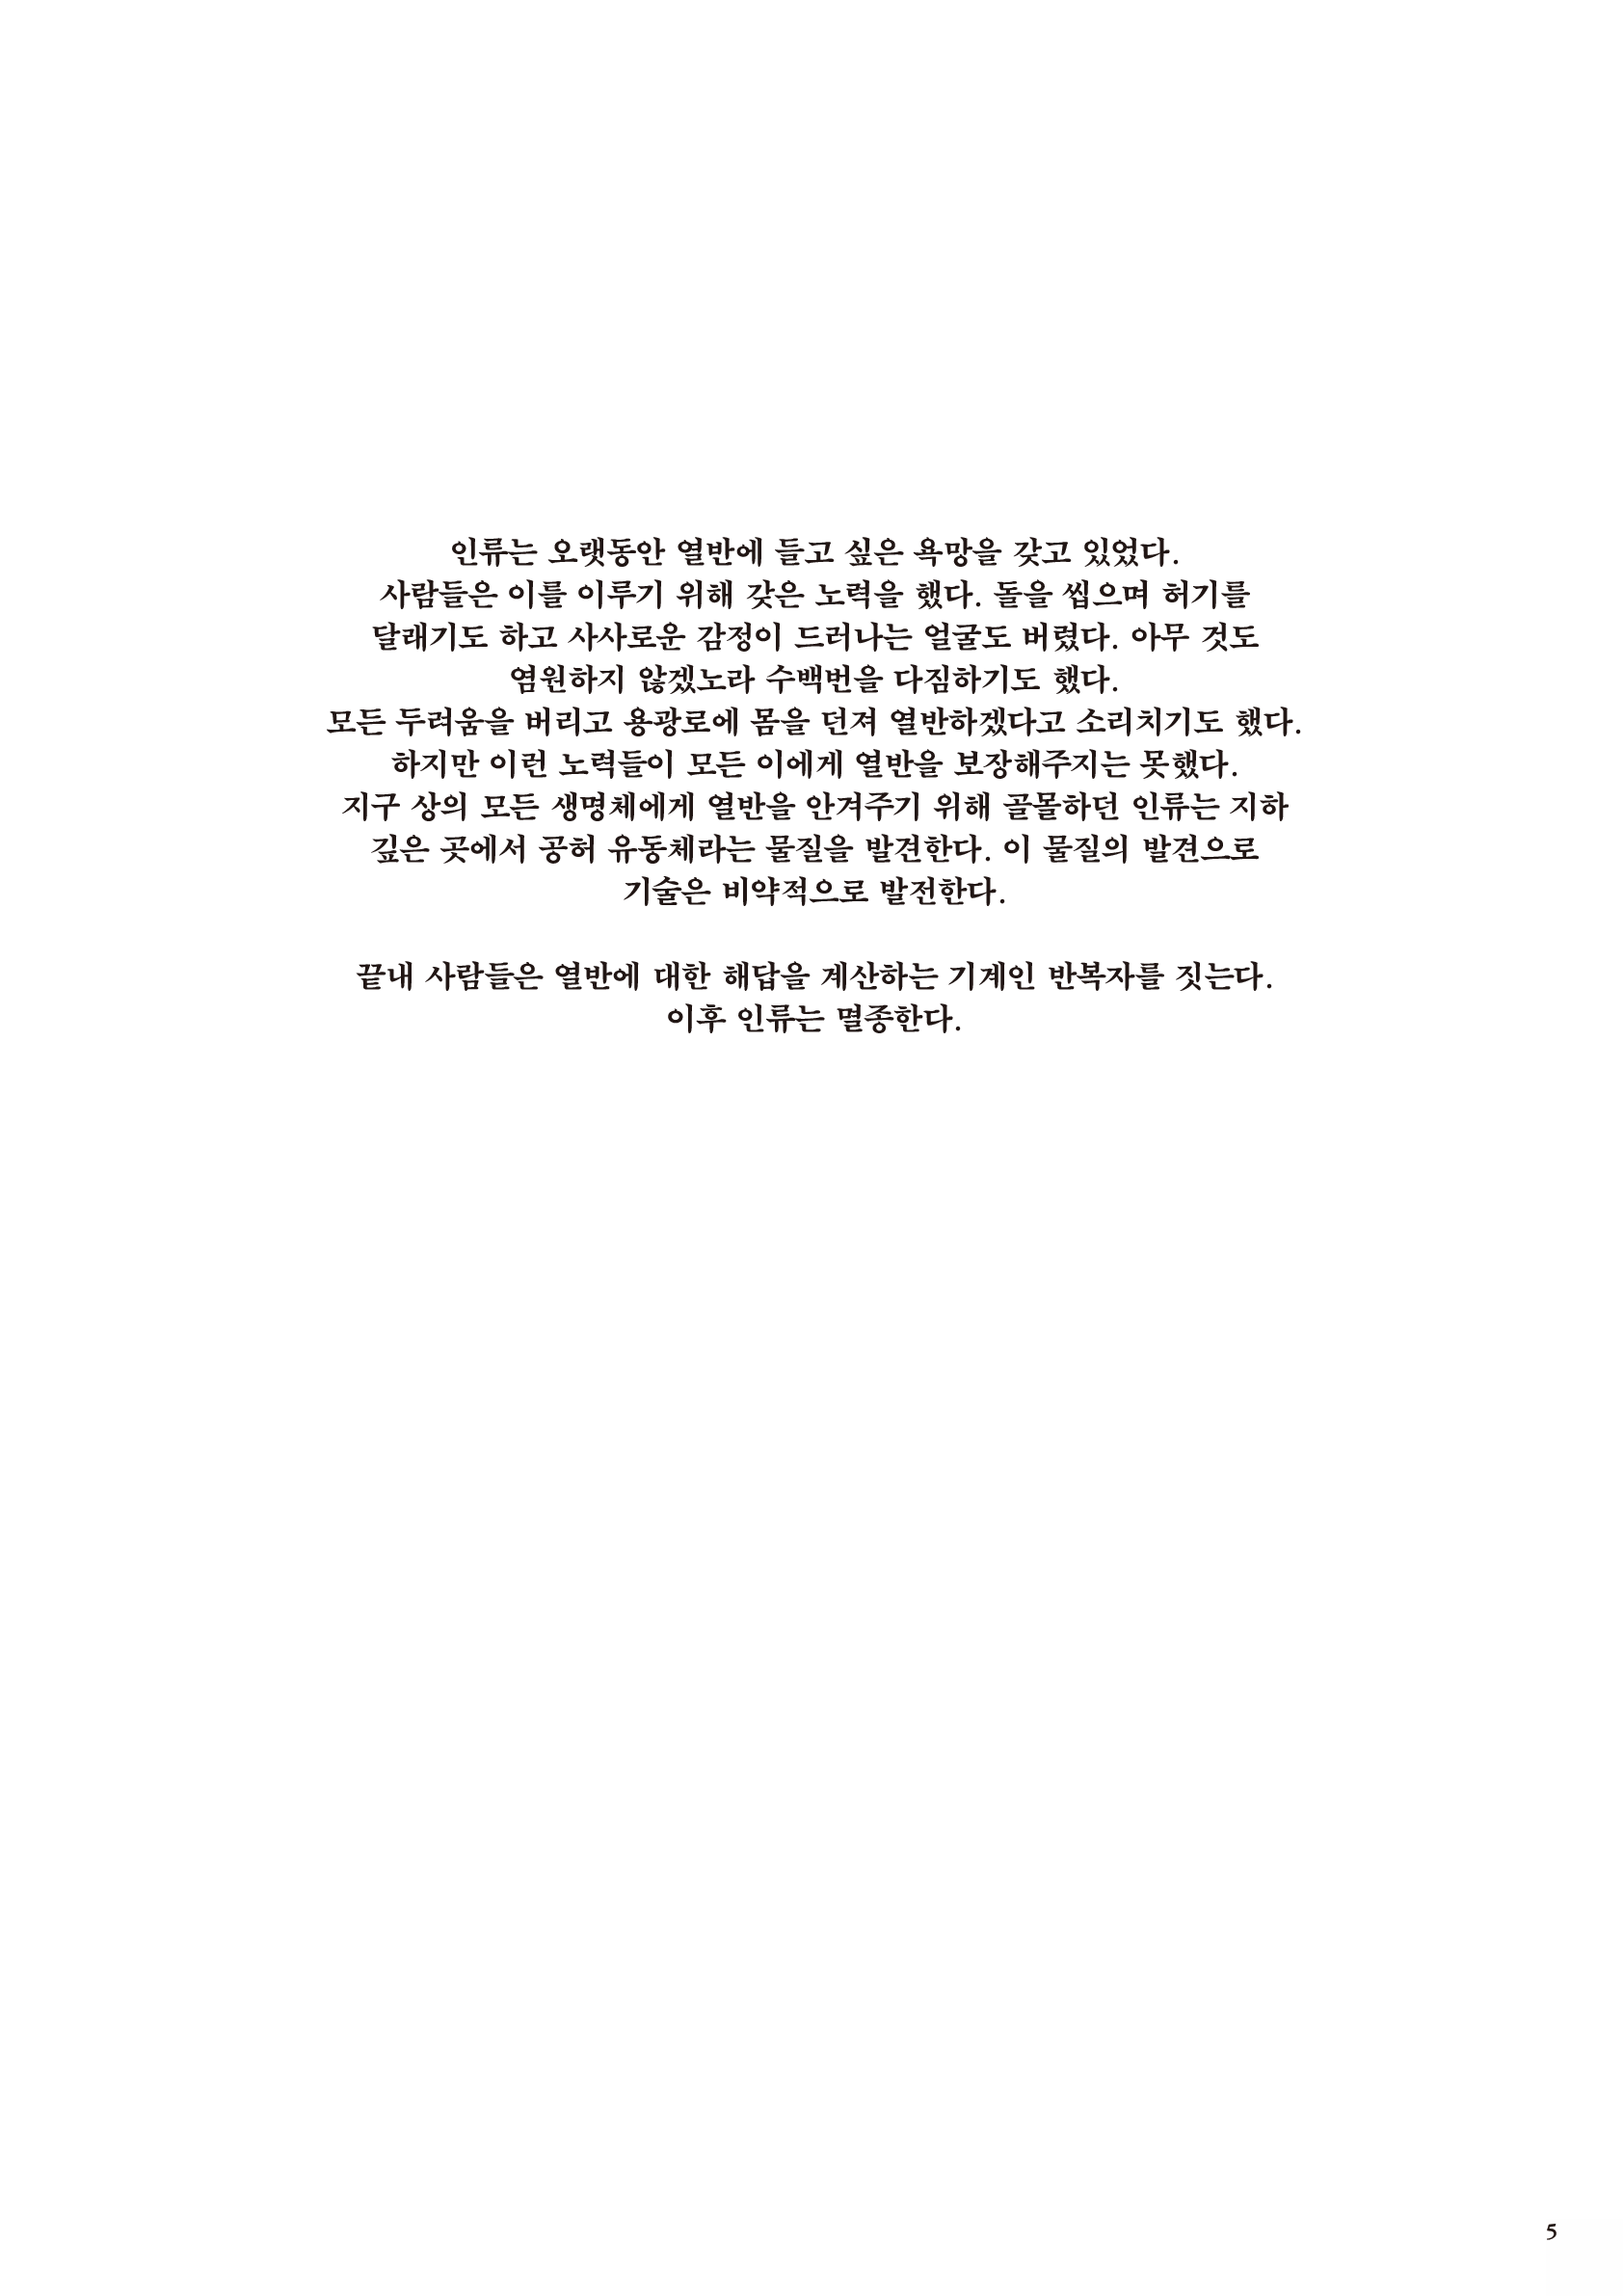 인류는 오랫동안 열반에 들고 싶은 욕망을 갖고 있었다.
사람들은 이를 이루기 위해 갖은 노력을 했다. 돌을 씹으며 허기를
달래기도 하고 사사로운 감정이 드러나는 얼굴도 버렸다. 아무 것도
염원하지 않겠노라 수백번을 다짐하기도 했다.
모든 두려움을 버리고 용광로에 몸을 던져 열반하겠다고 소리치기도 했다.
하지만 이런 노력들이 모든 이에게 열반을 보장해주지는 못했다.
지구 상의 모든 생명체에게 열반을 안겨주기 위해 골몰하던 인류는 지하
깊은 곳에서 공허 유동체라는 물질을 발견한다. 이 물질의 발견으로
기술은 비약적으로 발전한다.
끝내 사람들은 열반에 대한 해답을 계산하는 기계인 반복자를 짓는다.
이후 인류는 멸종한다.
5